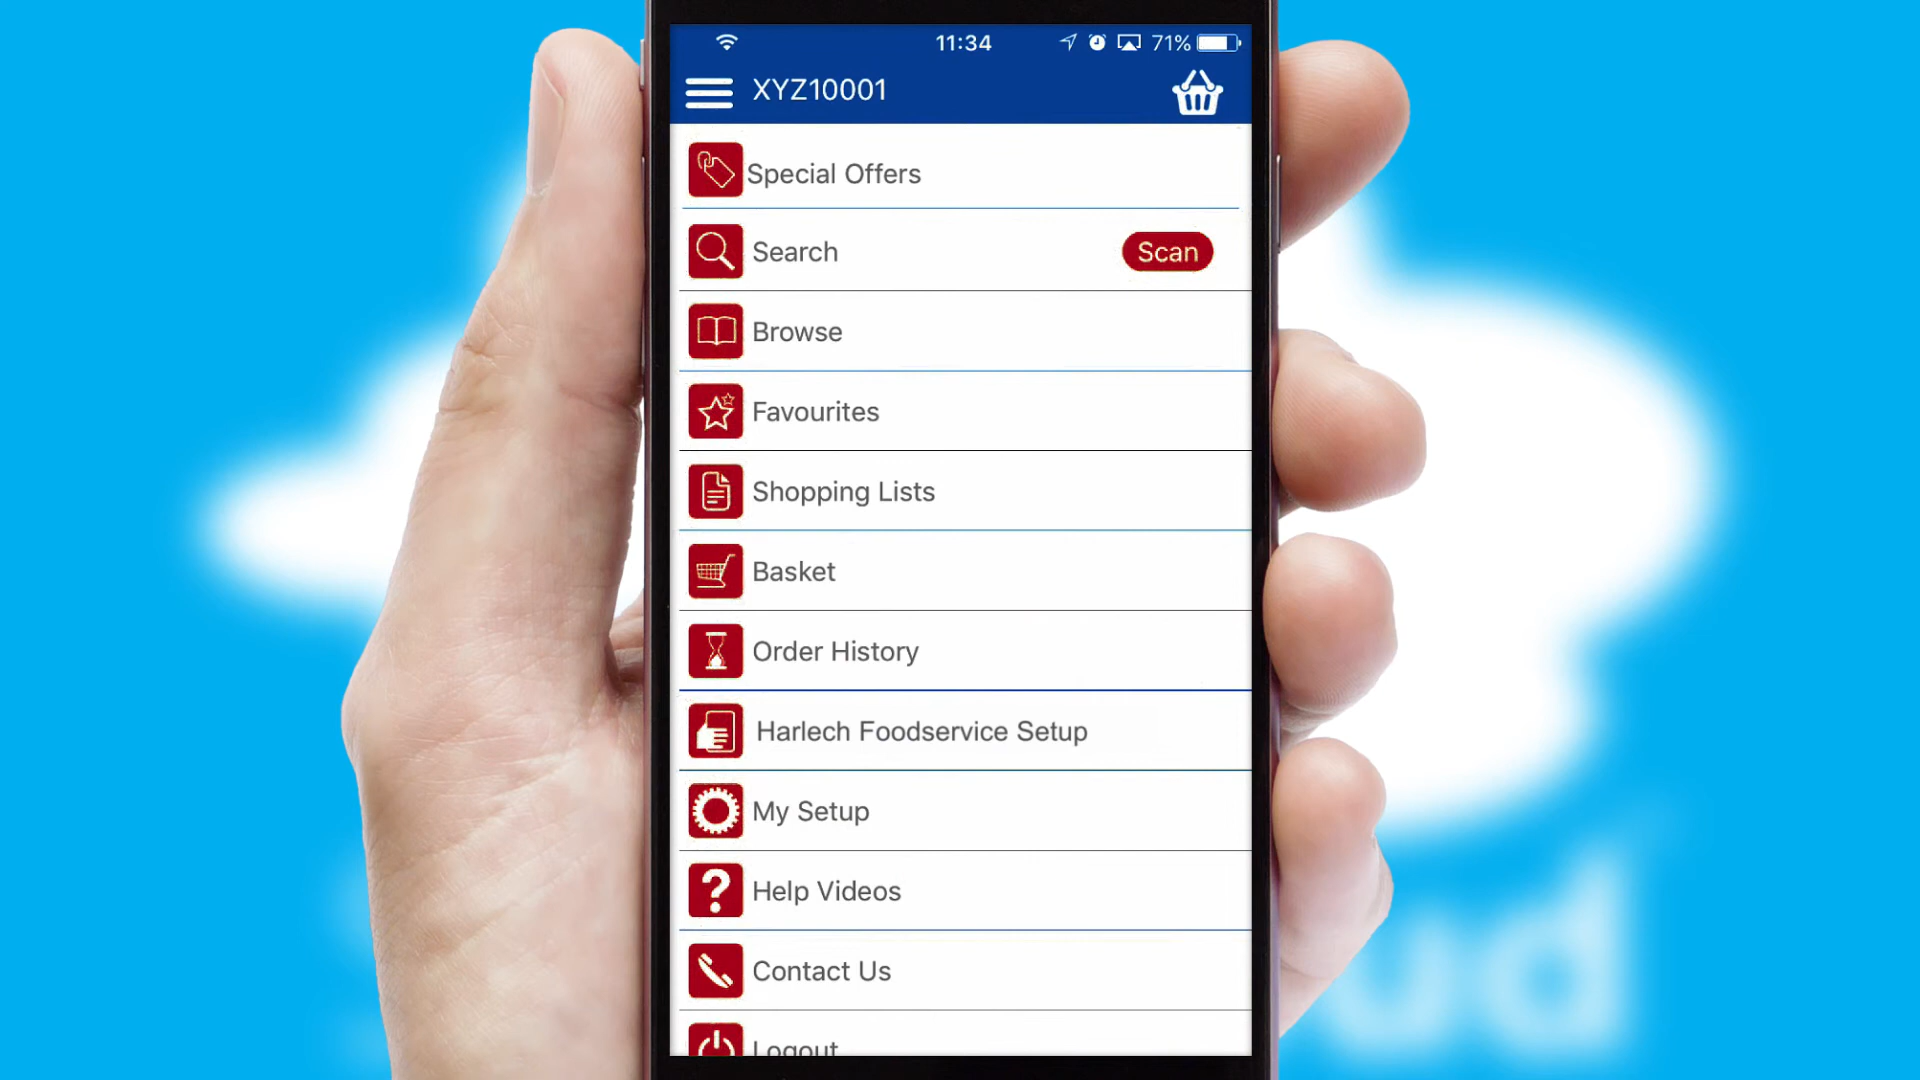 11:34 71%
XYZ10001
Special Offers
Search Scan
Browse
Favourites
Shopping Lists
Basket
Order History
Harlech Foodservice Setup
My Setup
Help Videos
Contact Us
Logout
ud